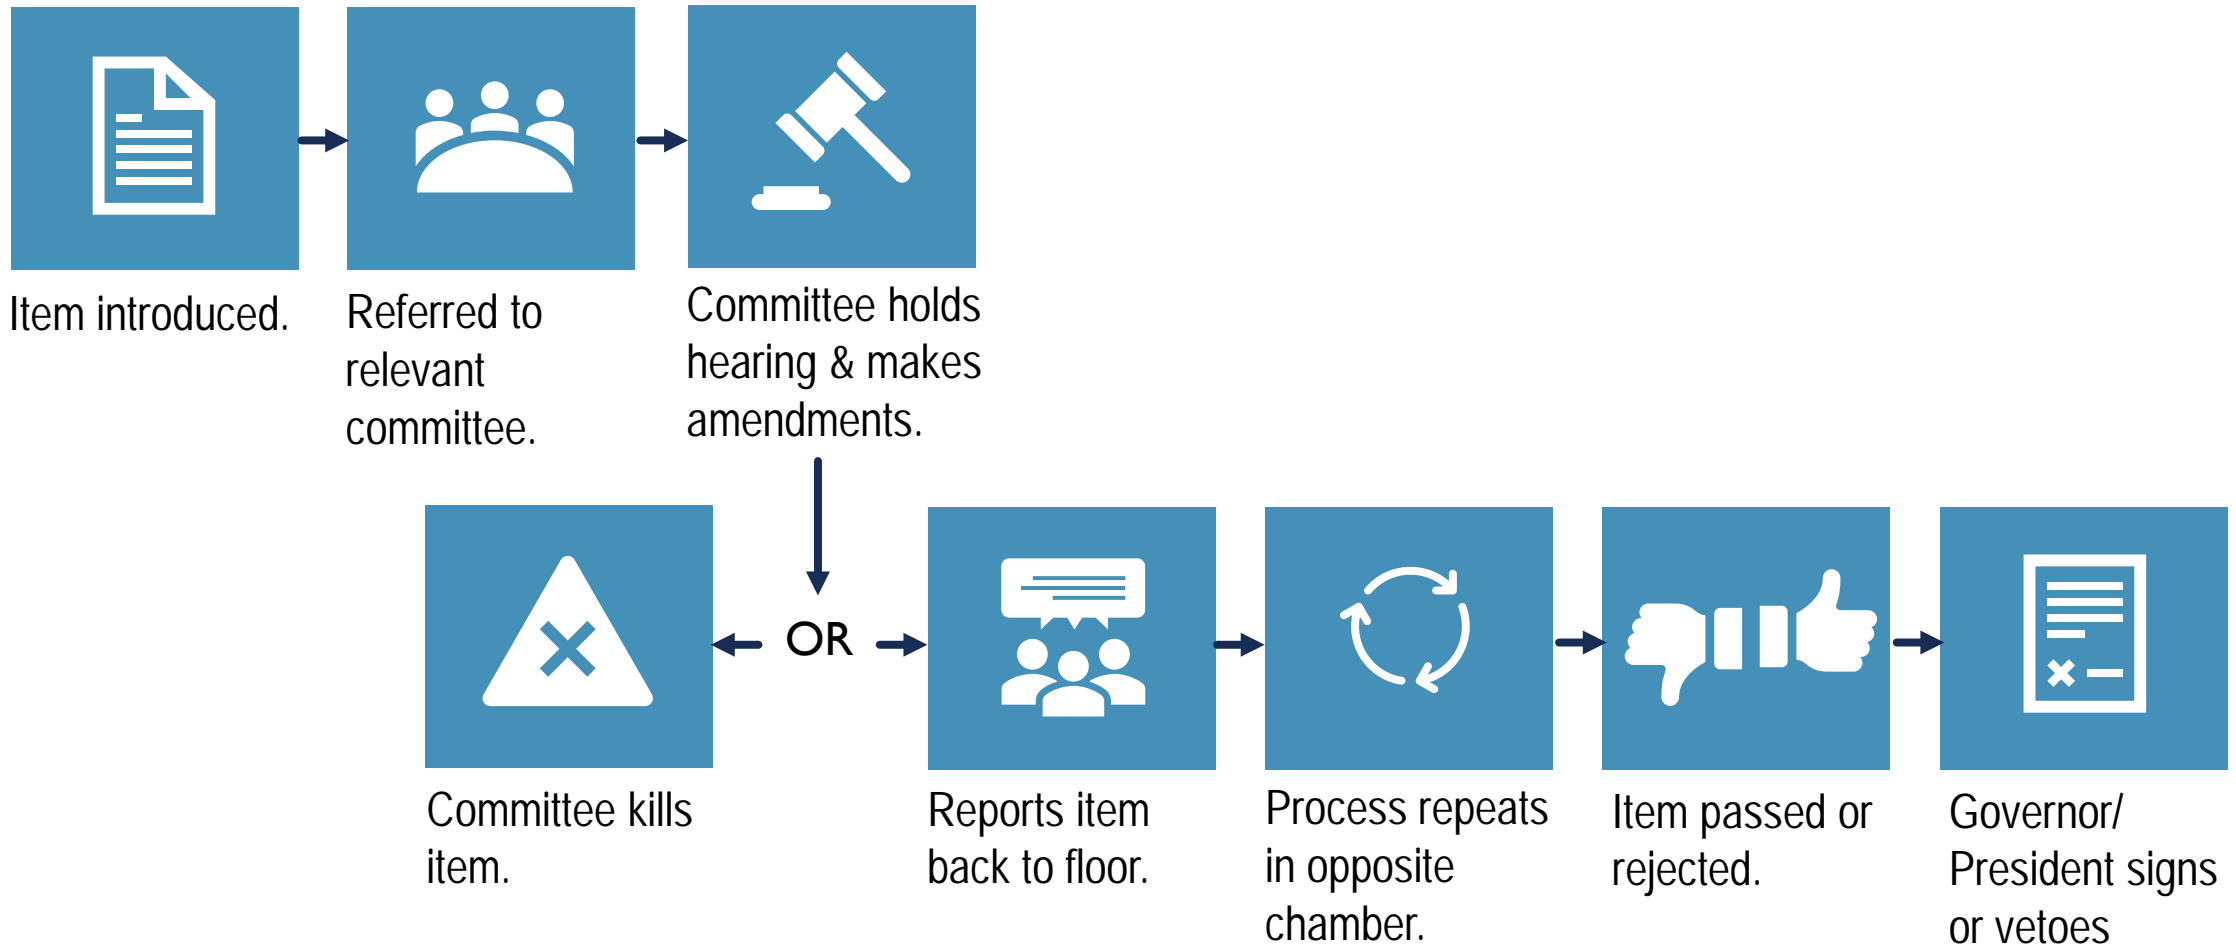 Item introduced.
Referred to
relevant
committee.
Committee holds
hearing & makes
amendments.
OR
Committee kills
item.
Reports item
back to floor.
Process repeats
in opposite
chamber.
Item passed or
rejected.
Governor/
President signs
or vetoes